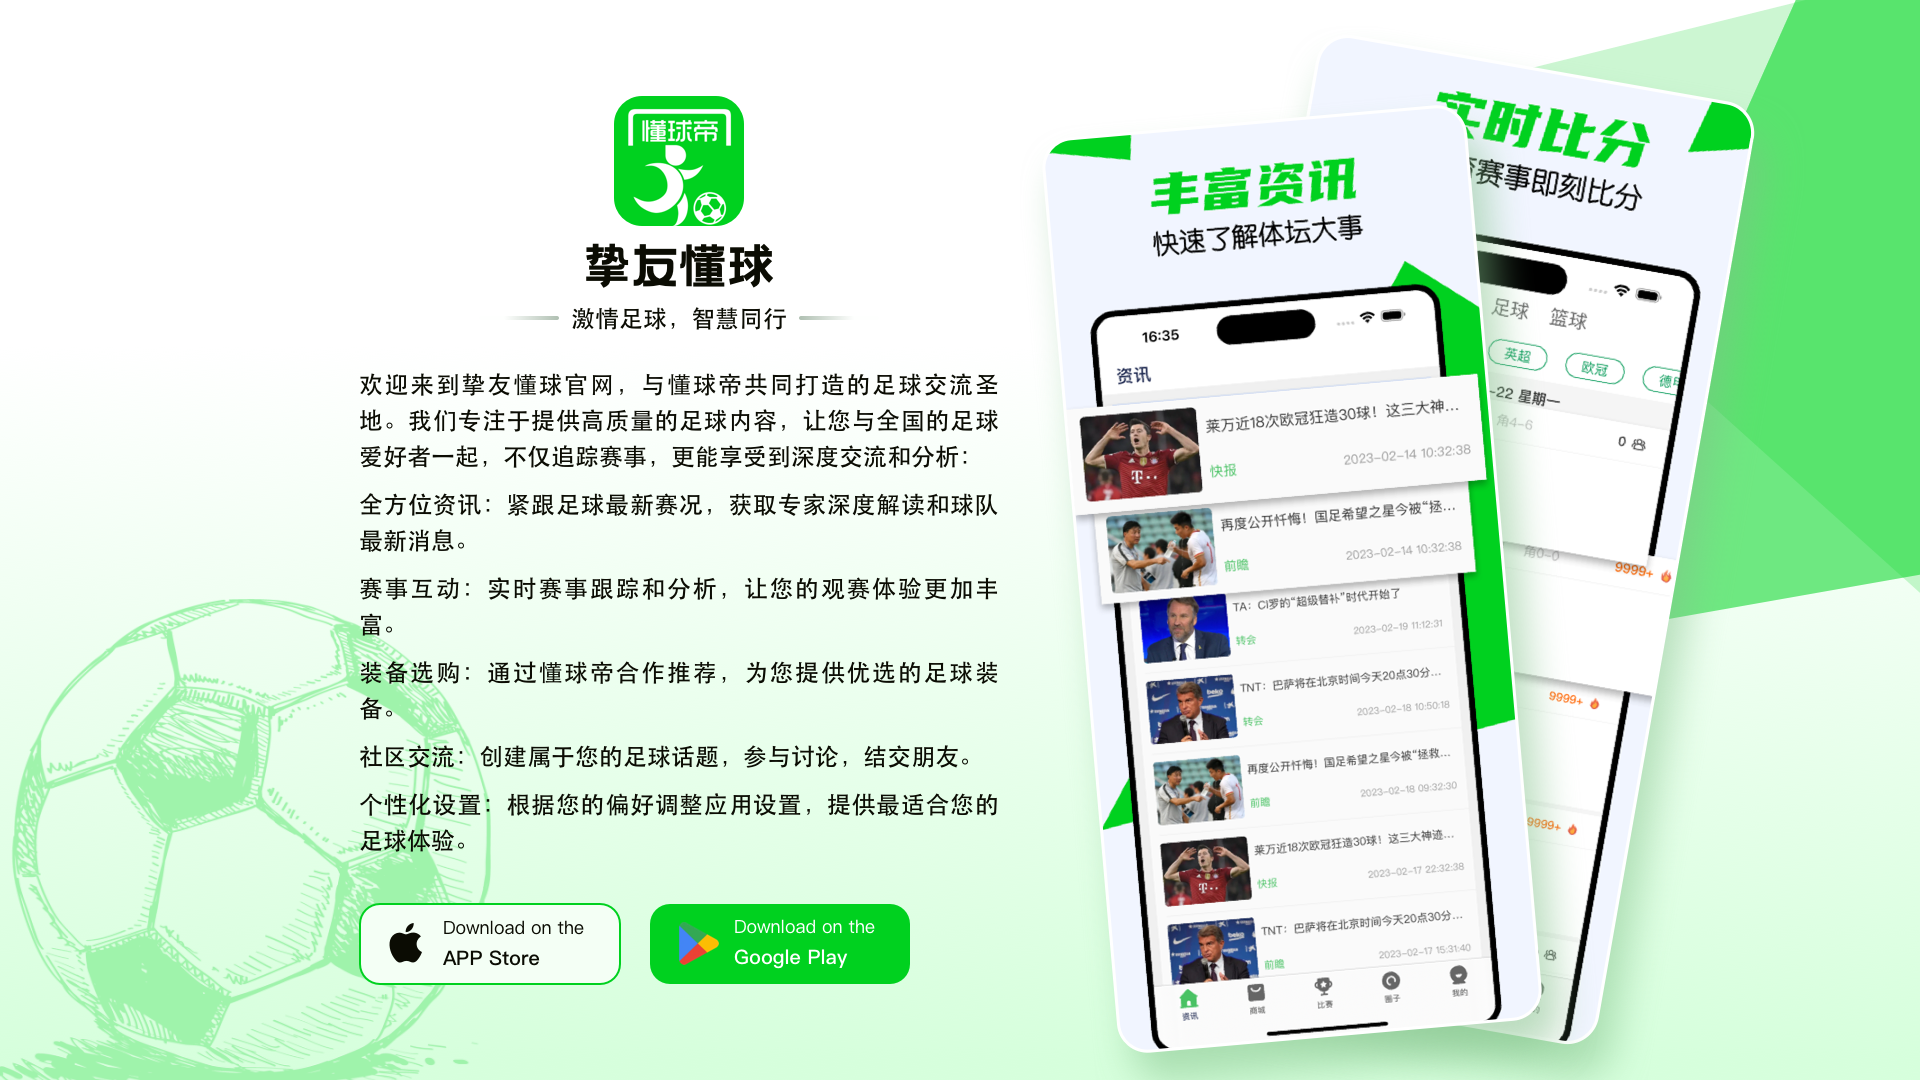 懂球帝
挚友懂球
激情足球，智慧同行
欢迎来到挚友懂球官网，与懂球帝共同打造的足球交流圣
地。我们专注于提供高质量的足球内容，让您与全国的足球
爱好者一起，不仅追踪赛事，更能享受到深度交流和分析：
全方位资讯：紧跟足球最新赛况，获取专家深度解读和球队
最新消息。
赛事互动：实时赛事跟踪和分析，让您的观赛体验更加丰
富。
装备选购：通过懂球帝合作推荐，为您提供优选的足球装
备。
社区交流：创建属于您的足球话题，参与讨论，结交朋友。
个性化设置：根据您的偏好调整应用设置，提供最适合您的
足球体验。
Download on the
APP Store
Download on the
Google Play
丰富资讯
快速了解体坛大事
16:35
资讯
莱万近18次欧冠狂造30球！这三大神...
快报
2023-02-14 10:32:38
再度公开忏悔！国足希望之星今被“拯...
前瞻
2023-02-14 10:32:38
TA：C罗的“超级替补”时代开始了
转会
2023-02-19 11:12:31
TNT：巴萨将在北京时间今天20点30分...
转会
2023-02-18 10:50:18
再度公开忏悔！国足希望之星今被“拯救...
前瞻
2023-02-18 09:32:30
莱万近18次欧冠狂造30球！这三大神迹...
快报
2023-02-17 22:32:38
TNT：巴萨将在北京时间今天20点30分...
前瞻
2023-02-17 15:31:40
资讯
商城
比赛
圈子
我的
实时比分
赛事即刻比分
足球
篮球
英超
欧冠
德甲
-22 星期一
角4-6
0
角0-0
9999+
9999+
9999+